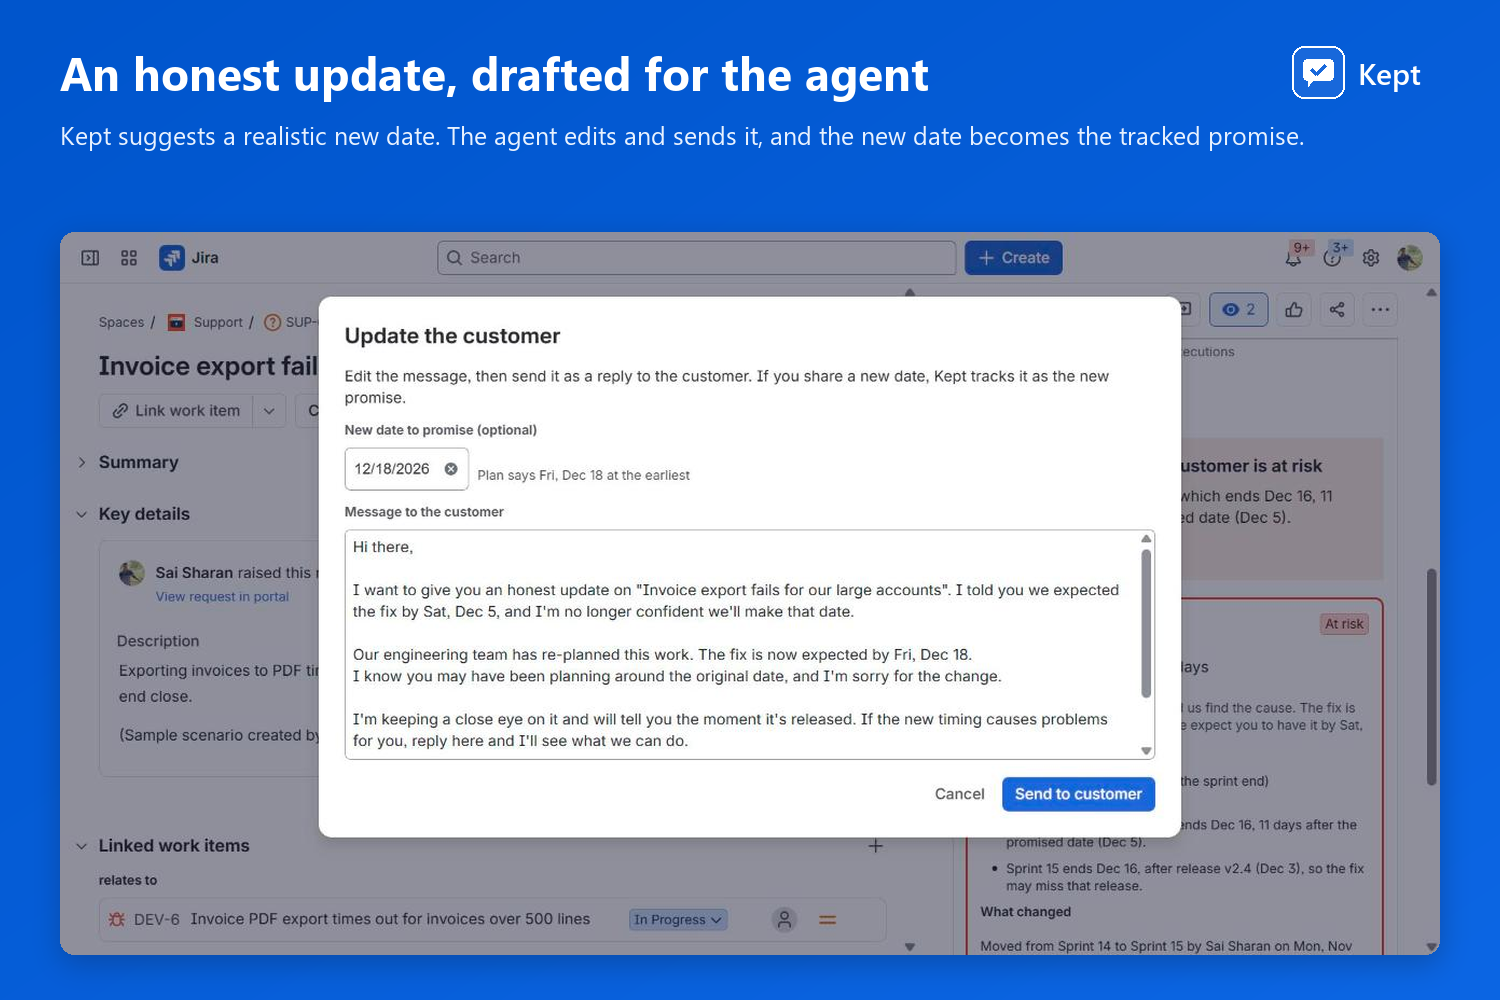 An honest update, drafted for the agent
Kept
Kept suggests a realistic new date. The agent edits and sends it, and the new date becomes the tracked promise.
Jira
Search
Create
9+
3+
Spaces / Support / SUP-
2
Invoice export fail
Link work item
C
Summary
Key details
Sai Sharan raised this r
View request in portal
Description
Exporting invoices to PDF ti
end close.
(Sample scenario created by
Linked work items
relates to
DEV-6 Invoice PDF export times out for invoices over 500 lines In Progress
Update the customer
Edit the message, then send it as a reply to the customer. If you share a new date, Kept tracks it as the new
promise.
New date to promise (optional)
12/18/2026
Plan says Fri, Dec 18 at the earliest
Message to the customer
Hi there,
I want to give you an honest update on "Invoice export fails for our large accounts". I told you we expected
the fix by Sat, Dec 5, and I'm no longer confident we'll make that date.
Our engineering team has re-planned this work. The fix is now expected by Fri, Dec 18.
I know you may have been planning around the original date, and I'm sorry for the change.
I'm keeping a close eye on it and will tell you the moment it's released. If the new timing causes problems
for you, reply here and I'll see what we can do.
Cancel
Send to customer
ecutions
ustomer is at risk
which ends Dec 16, 11
ed date (Dec 5).
At risk
lays
l us find the cause. The fix is
e expect you to have it by Sat,
the sprint end)
ends Dec 16, 11 days after the
promised date (Dec 5).
Sprint 15 ends Dec 16, after release v2.4 (Dec 3), so the fix
may miss that release.
What changed
Moved from Sprint 14 to Sprint 15 by Sai Sharan on Mon, Nov